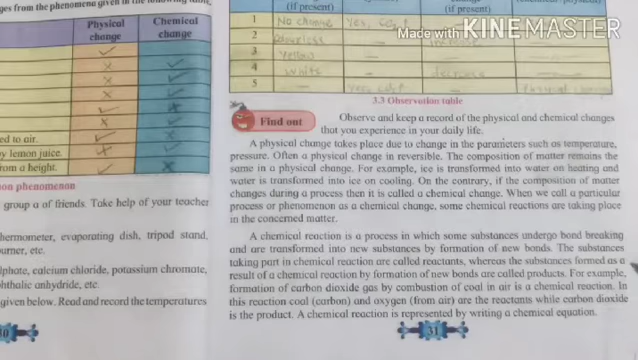 ges from the phenomena given in the following table,
Physical change
Chemical change
ed to air.
y lemon juice.
rom a height.
on phenomenon
group a of friends. Take help of your teacher
hermometer, evaporating dish, tripod stand,
urner, etc.
lphate, calcium chloride, potassium chromate,
hthalic anhydride, etc.
given below. Read and record the temperatures
30
(if present)
(if present)
Made with KINEMASTER
1 No change Yes,
2 Colourless increase
3 Yellow
4 White decrease
5 Physical change
3.3 Observation table
Find out
Observe and keep a record of the physical and chemical changes
that you experience in your daily life.
A physical change takes place due to change in the parameters such as temperature,
pressure. Often a physical change in reversible. The composition of matter remains the
same in a physical change. For example, ice is transformed into water on heating and
water is transformed into ice on cooling. On the contrary, if the composition of matter
changes during a process then it is called a chemical change. When we call a particular
process or phenomenon as a chemical change, some chemical reactions are taking place
in the concerned matter.
A chemical reaction is a process in which some substances undergo bond breaking
and are transformed into new substances by formation of new bonds. The substances
taking part in chemical reaction are called reactants, whereas the substances formed as a
result of a chemical reaction by formation of new bonds are called products. For example,
formation of carbon dioxide gas by combustion of coal in air is a chemical reaction. In
this reaction coal (carbon) and oxygen (from air) are the reactants while carbon dioxide
is the product. A chemical reaction is represented by writing a chemical equation.
31